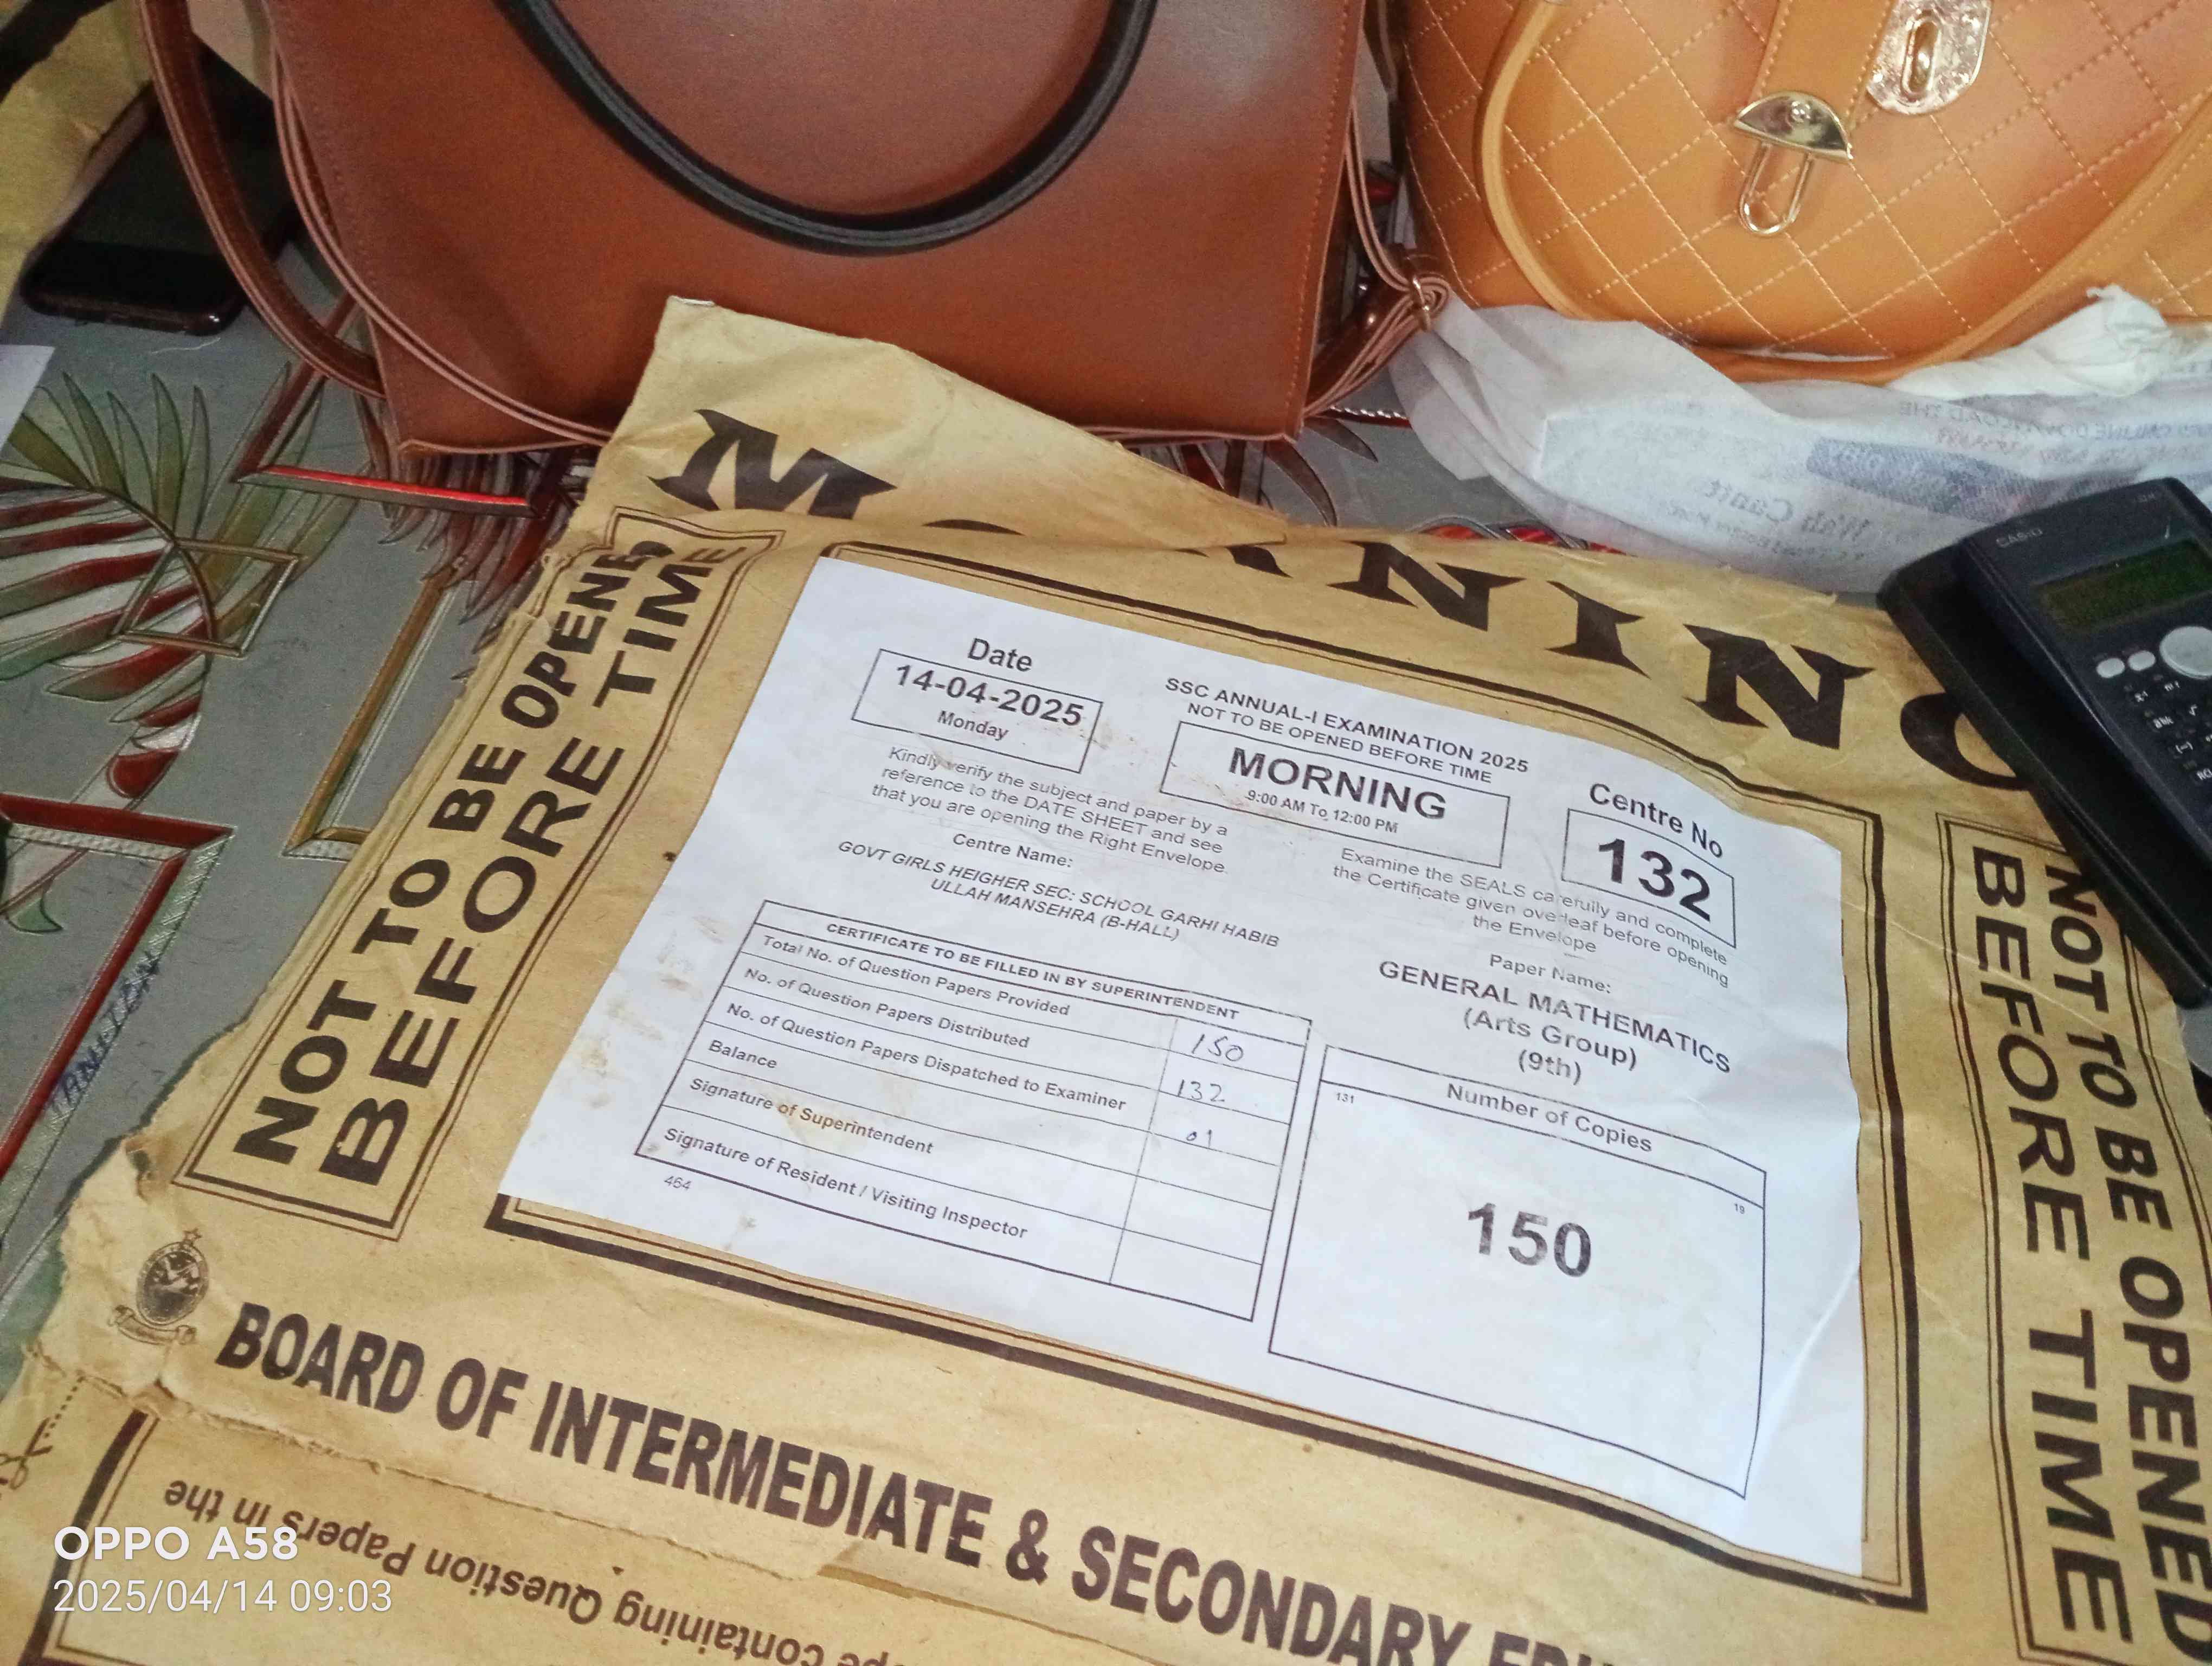 MORNING
NOT TO BE OPENED
BEFORE TIME
Date
14-04-2025
Monday
SSC ANNUAL-I EXAMINATION 2025
NOT TO BE OPENED BEFORE TIME
MORNING
9:00 AM To 12:00 PM
Centre No
132
Kindly verify the subject and paper by a
reference to the DATE SHEET and see
that you are opening the Right Envelope.
Examine the SEALS carefully and complete
the Certificate given overleaf before opening
the Envelope
Centre Name:
GOVT GIRLS HEIGHER SEC: SCHOOL GARHI HABIB
ULLAH MANSEHRA (B-HALL)
Paper Name:
GENERAL MATHEMATICS
(Arts Group)
(9th)
CERTIFICATE TO BE FILLED IN BY SUPERINTENDENT
Total No. of Question Papers Provided 150
No. of Question Papers Distributed 132
No. of Question Papers Dispatched to Examiner 01
Balance
Signature of Superintendent
Signature of Resident / Visiting Inspector
464
Number of Copies
131
19
150
NOT TO BE OPENED
BEFORE TIME
BOARD OF INTERMEDIATE & SECONDARY
Containing Question Papers in the
CASIO
OPPO A58
2025/04/14 09:03